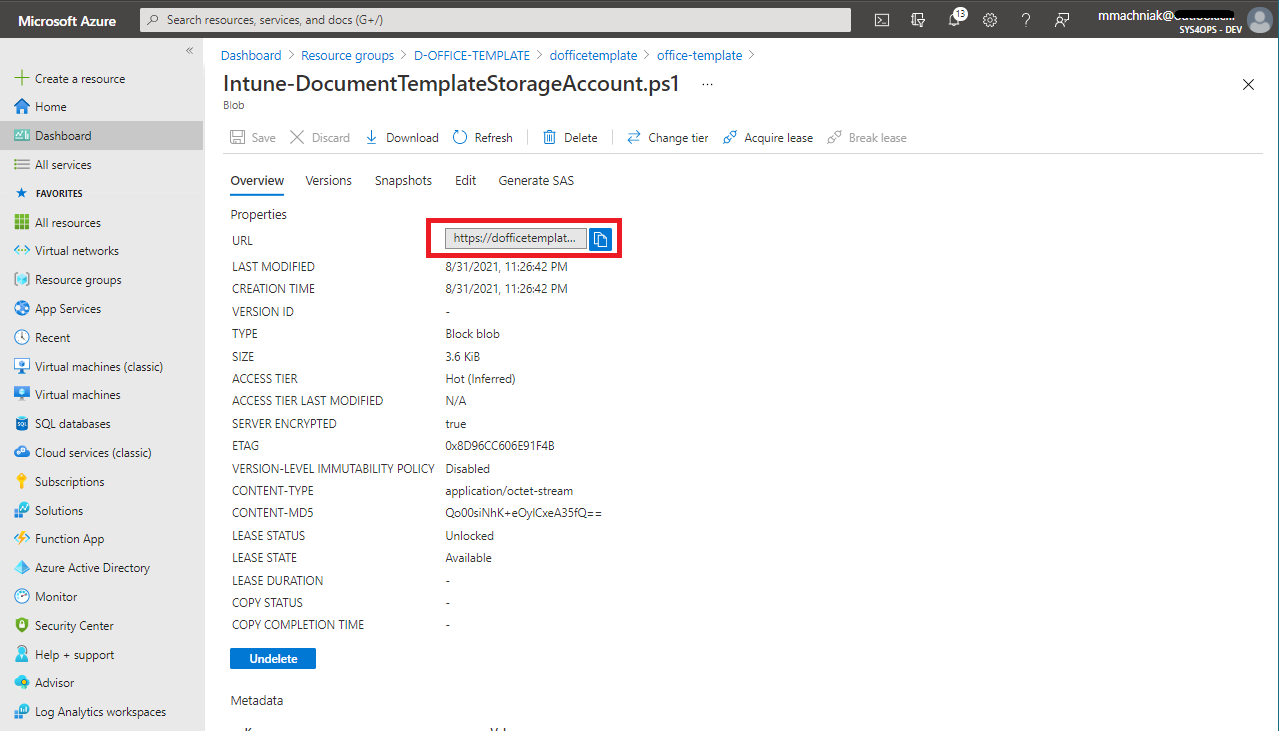 Microsoft Azure
Search resources, services, and docs (G+/)
13
mmachniak@
SYS4OPS - DEV
«
Create a resource
Home
Dashboard
All services
FAVORITES
All resources
Virtual networks
Resource groups
App Services
Recent
Virtual machines (classic)
Virtual machines
SQL databases
Cloud services (classic)
Subscriptions
Solutions
Function App
Azure Active Directory
Monitor
Security Center
Help + support
Advisor
Log Analytics workspaces
Dashboard > Resource groups > D-OFFICE-TEMPLATE > dofficetemplate > office-template >
Intune-DocumentTemplateStorageAccount.ps1 ...
Blob
Save Discard Download Refresh Delete Change tier Acquire lease Break lease
Overview Versions Snapshots Edit Generate SAS
Properties
URL https://dofficetemplat...
LAST MODIFIED 8/31/2021, 11:26:42 PM
CREATION TIME 8/31/2021, 11:26:42 PM
VERSION ID -
TYPE Block blob
SIZE 3.6 KiB
ACCESS TIER Hot (Inferred)
ACCESS TIER LAST MODIFIED N/A
SERVER ENCRYPTED true
ETAG 0x8D96CC606E91F4B
VERSION-LEVEL IMMUTABILITY POLICY Disabled
CONTENT-TYPE application/octet-stream
CONTENT-MD5 Qo00siNhK+eOylCxeA35fQ==
LEASE STATUS Unlocked
LEASE STATE Available
LEASE DURATION -
COPY STATUS -
COPY COMPLETION TIME -
Undelete
Metadata